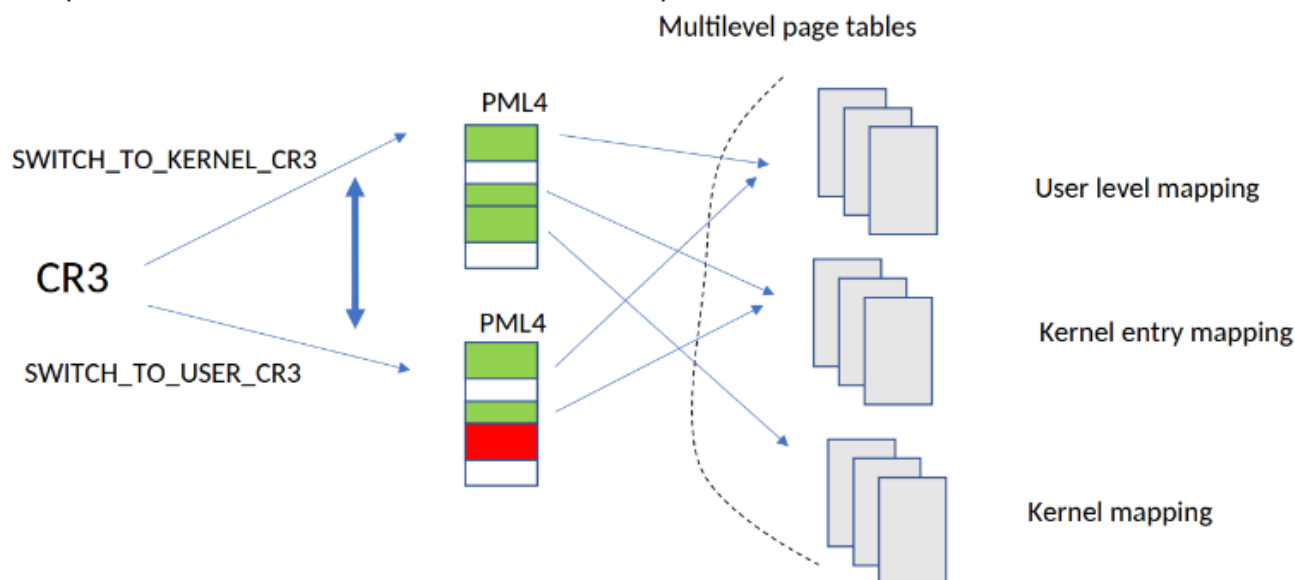 Multilevel page tables
PML4
SWITCH_TO_KERNEL_CR3
User level mapping
CR3
PML4
Kernel entry mapping
SWITCH_TO_USER_CR3
Kernel mapping